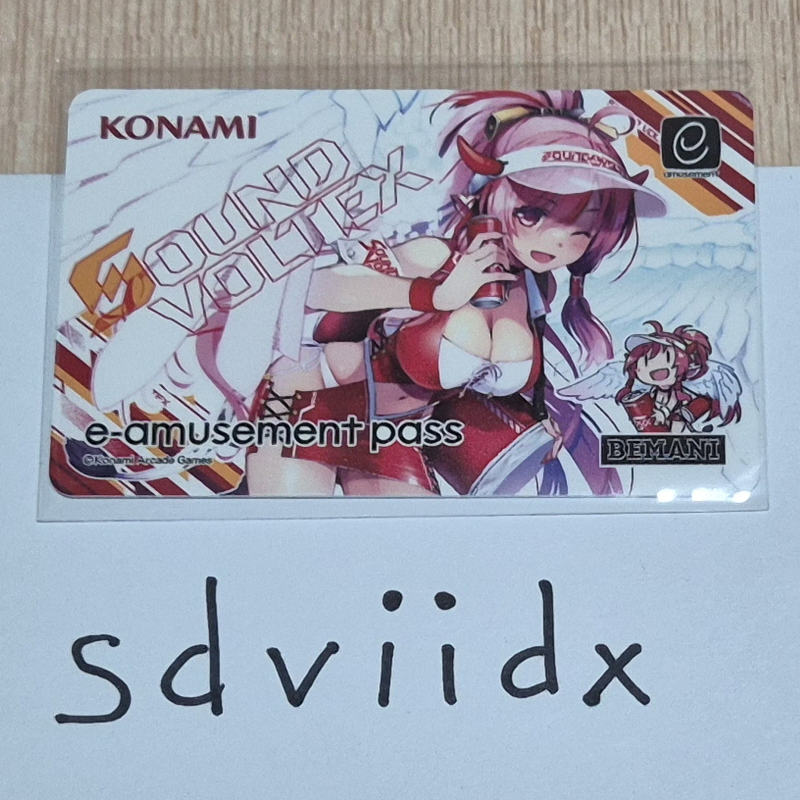 KONAMI
SOUND
VOLTEX
e
amusement
e-amusement pass
©Konami Arcade Games
BEMANI
sdviidx